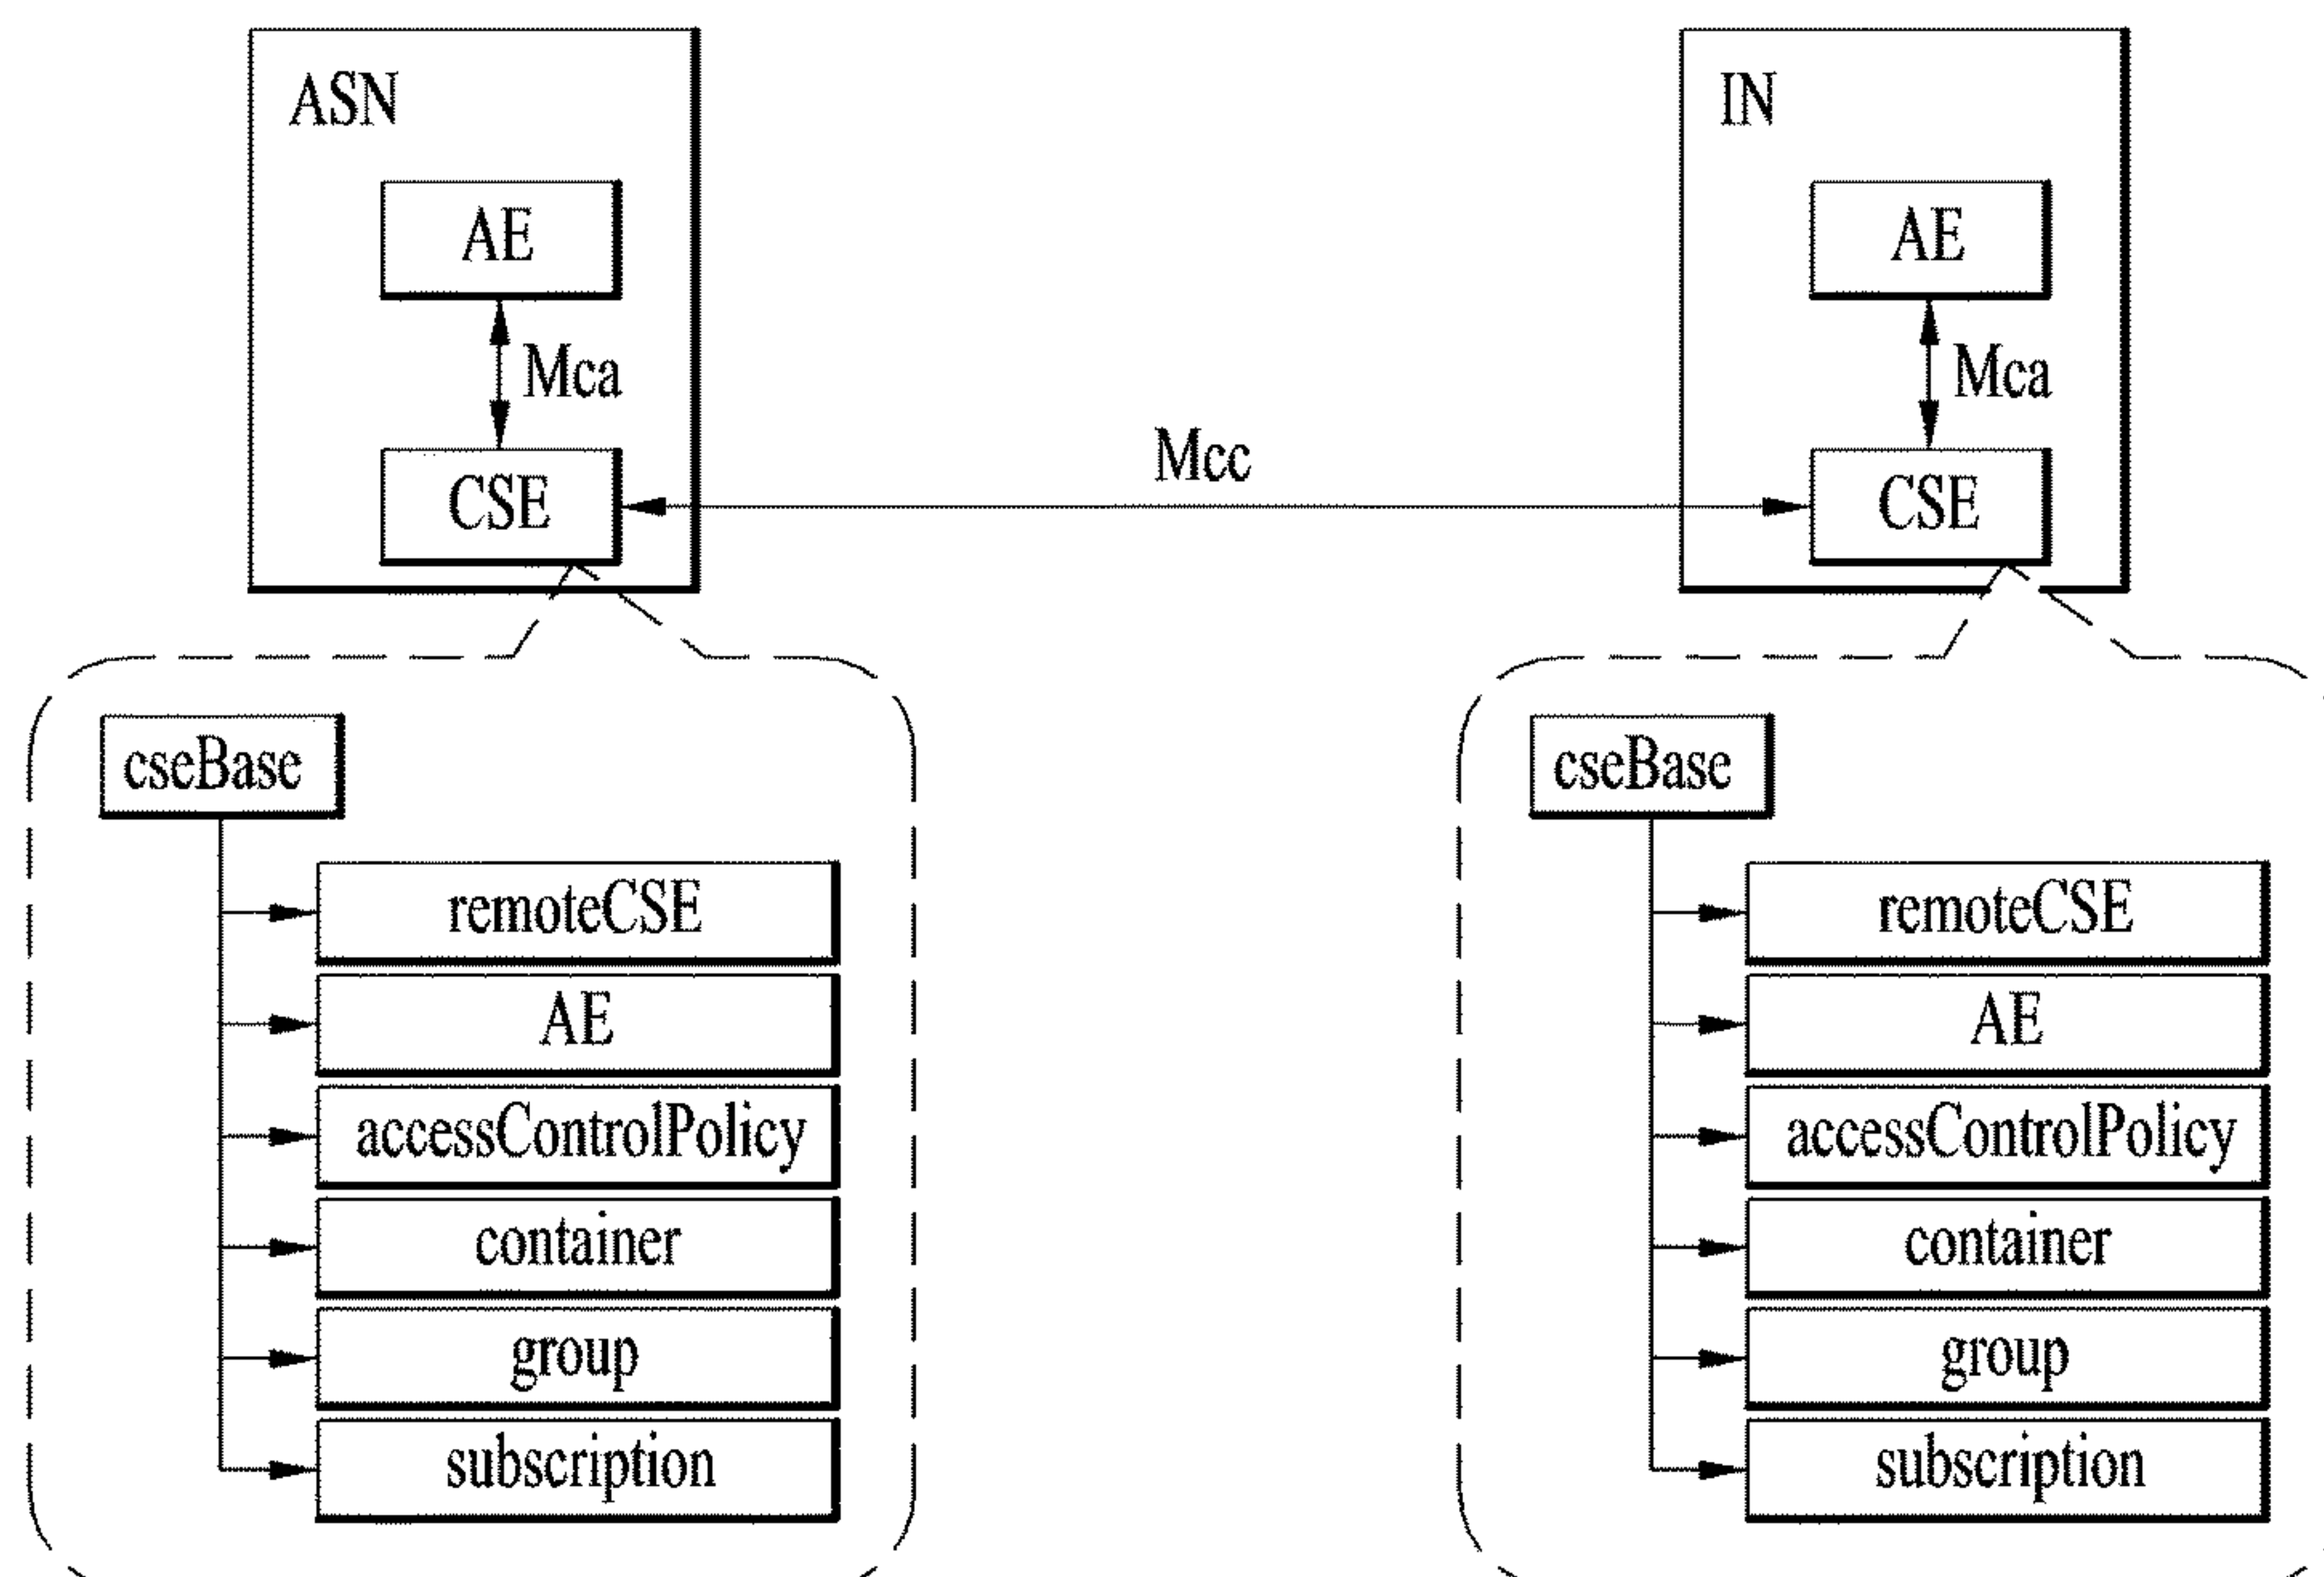 ASN
AE
Mca
CSE
Mcc
IN
AE
Mca
CSE
cseBase
remoteCSE
AE
accessControlPolicy
container
group
subscription
cseBase
remoteCSE
AE
accessControlPolicy
container
group
subscription